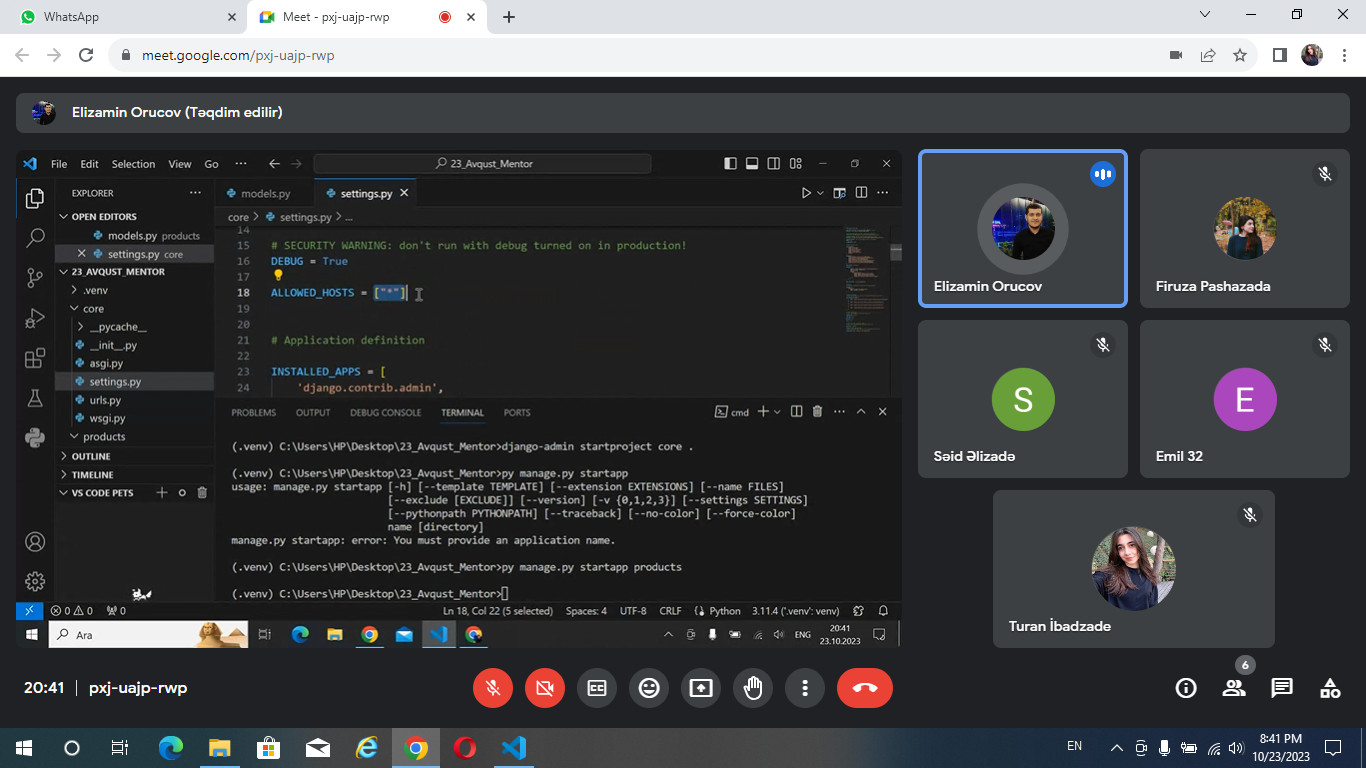 WhatsApp
Meet - pxj-uajp-rwp
meet.google.com/pxj-uajp-rwp
Elizamin Orucov (Təqdim edilir)
File Edit Selection View Go ··· 23_Avqust_Mentor
EXPLORER ···
OPEN EDITORS
models.py products
settings.py core
23_AVQUST_MENTOR
.venv
core
__pycache__
__init__.py
asgi.py
settings.py
urls.py
wsgi.py
products
OUTLINE
TIMELINE
VS CODE PETS
models.py settings.py
core > settings.py > ...
14
15 # SECURITY WARNING: don't run with debug turned on in production!
16 DEBUG = True
17
18 ALLOWED_HOSTS = ["*"]
19
20
21 # Application definition
22
23 INSTALLED_APPS = [
24 'django.contrib.admin',
PROBLEMS OUTPUT DEBUG CONSOLE TERMINAL PORTS cmd
(.venv) C:\Users\HP\Desktop\23_Avqust_Mentor>django-admin startproject core .
(.venv) C:\Users\HP\Desktop\23_Avqust_Mentor>py manage.py startapp
usage: manage.py startapp [-h] [--template TEMPLATE] [--extension EXTENSIONS] [--name FILES]
[--exclude [EXCLUDE]] [--version] [-v {0,1,2,3}] [--settings SETTINGS]
[--pythonpath PYTHONPATH] [--traceback] [--no-color] [--force-color]
name [directory]
manage.py startapp: error: You must provide an application name.
(.venv) C:\Users\HP\Desktop\23_Avqust_Mentor>py manage.py startapp products
(.venv) C:\Users\HP\Desktop\23_Avqust_Mentor>
0 0 0 Ln 18, Col 22 (5 selected) Spaces: 4 UTF-8 CRLF Python 3.11.4 ('.venv': venv)
Ara ENG 20:41
23.10.2023
Elizamin Orucov
Firuza Pashazada
S
Səid Əlizadə
E
Emil 32
Turan İbadzade
20:41 | pxj-uajp-rwp
6
EN 8:41 PM
10/23/2023